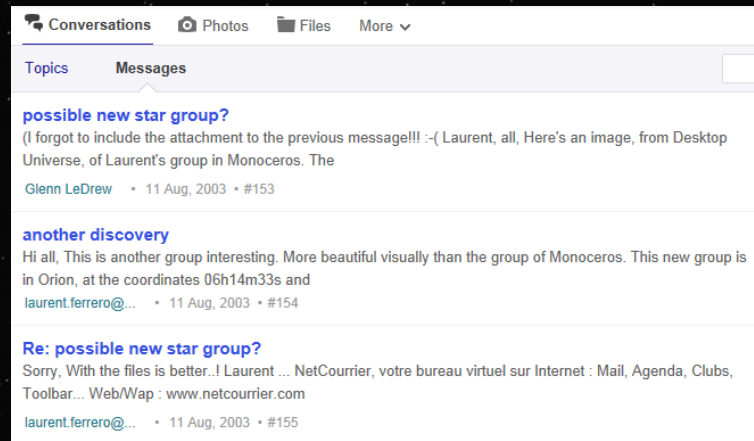 Conversations Photos Files More
Topics Messages
possible new star group?
(I forgot to include the attachment to the previous message!!! :-( Laurent, all, Here's an image, from Desktop
Universe, of Laurent's group in Monoceros. The
Glenn LeDrew • 11 Aug, 2003 • #153
another discovery
Hi all, This is another group interesting. More beautiful visually than the group of Monoceros. This new group is
in Orion, at the coordinates 06h14m33s and
laurent.ferrero@... • 11 Aug, 2003 • #154
Re: possible new star group?
Sorry, With the files is better..! Laurent ... NetCourrier, votre bureau virtuel sur Internet : Mail, Agenda, Clubs,
Toolbar... Web/Wap : www.netcourrier.com
laurent.ferrero@... • 11 Aug, 2003 • #155